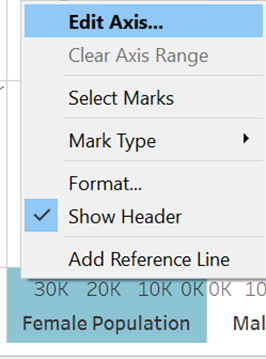 Edit Axis...
Clear Axis Range
Select Marks
Mark Type
Format...
Show Header
Add Reference Line
30K 20K 10K 0K 0K 10
Female Population Mal